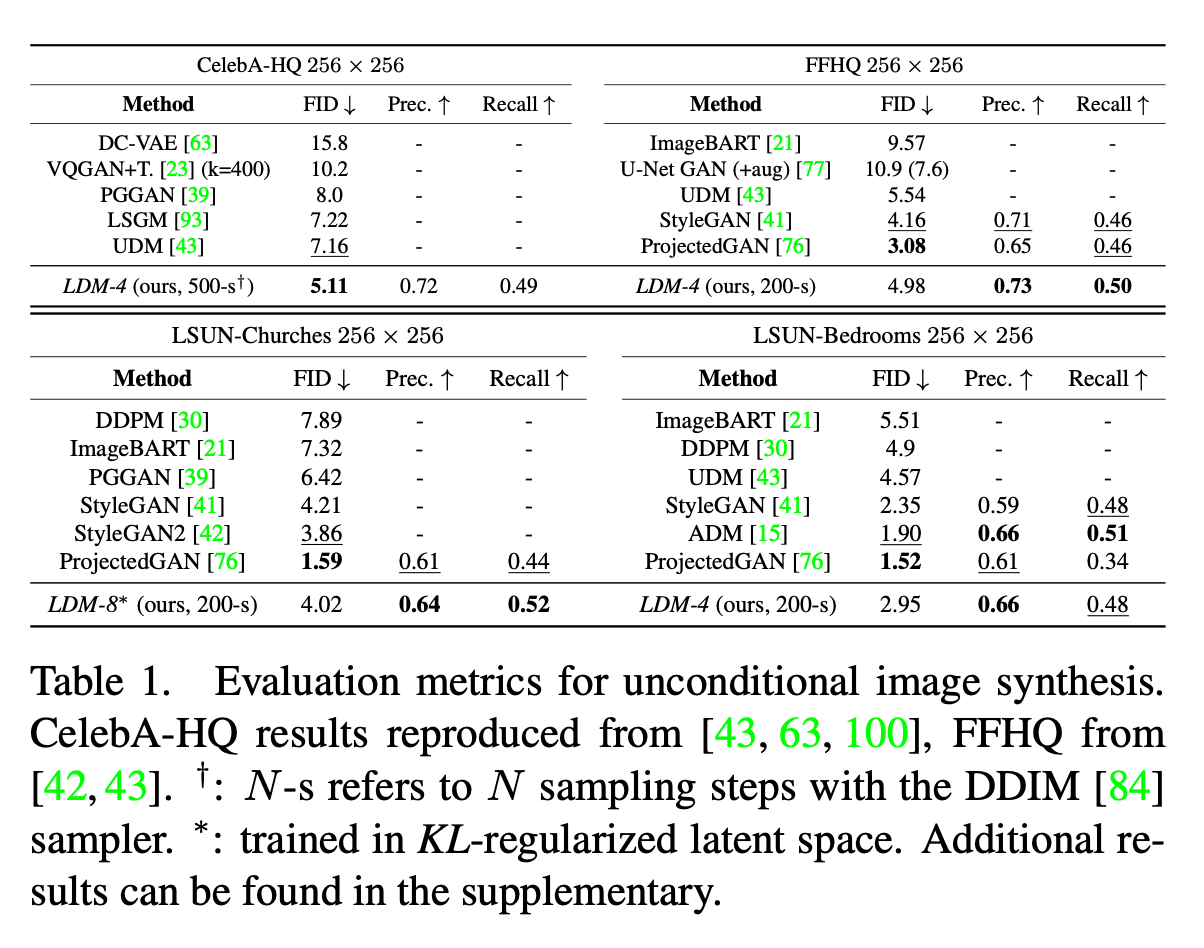 CelebA-HQ 256 × 256
Method FID ↓ Prec. ↑ Recall ↑
DC-VAE [63] 15.8 - -
VQGAN+T. [23] (k=400) 10.2 - -
PGGAN [39] 8.0 - -
LSGM [93] 7.22 - -
UDM [43] 7.16 - -
LDM-4 (ours, 500-s†) 5.11 0.72 0.49
FFHQ 256 × 256
Method FID ↓ Prec. ↑ Recall ↑
ImageBART [21] 9.57 - -
U-Net GAN (+aug) [77] 10.9 (7.6) - -
UDM [43] 5.54 - -
StyleGAN [41] 4.16 0.71 0.46
ProjectedGAN [76] 3.08 0.65 0.46
LDM-4 (ours, 200-s) 4.98 0.73 0.50
LSUN-Churches 256 × 256
Method FID ↓ Prec. ↑ Recall ↑
DDPM [30] 7.89 - -
ImageBART [21] 7.32 - -
PGGAN [39] 6.42 - -
StyleGAN [41] 4.21 - -
StyleGAN2 [42] 3.86 - -
ProjectedGAN [76] 1.59 0.61 0.44
LDM-8* (ours, 200-s) 4.02 0.64 0.52
LSUN-Bedrooms 256 × 256
Method FID ↓ Prec. ↑ Recall ↑
ImageBART [21] 5.51 - -
DDPM [30] 4.9 - -
UDM [43] 4.57 - -
StyleGAN [41] 2.35 0.59 0.48
ADM [15] 1.90 0.66 0.51
ProjectedGAN [76] 1.52 0.61 0.34
LDM-4 (ours, 200-s) 2.95 0.66 0.48
Table 1. Evaluation metrics for unconditional image synthesis.
CelebA-HQ results reproduced from [43, 63, 100], FFHQ from
[42, 43]. †: N-s refers to N sampling steps with the DDIM [84]
sampler. *: trained in KL-regularized latent space. Additional re-
sults can be found in the supplementary.